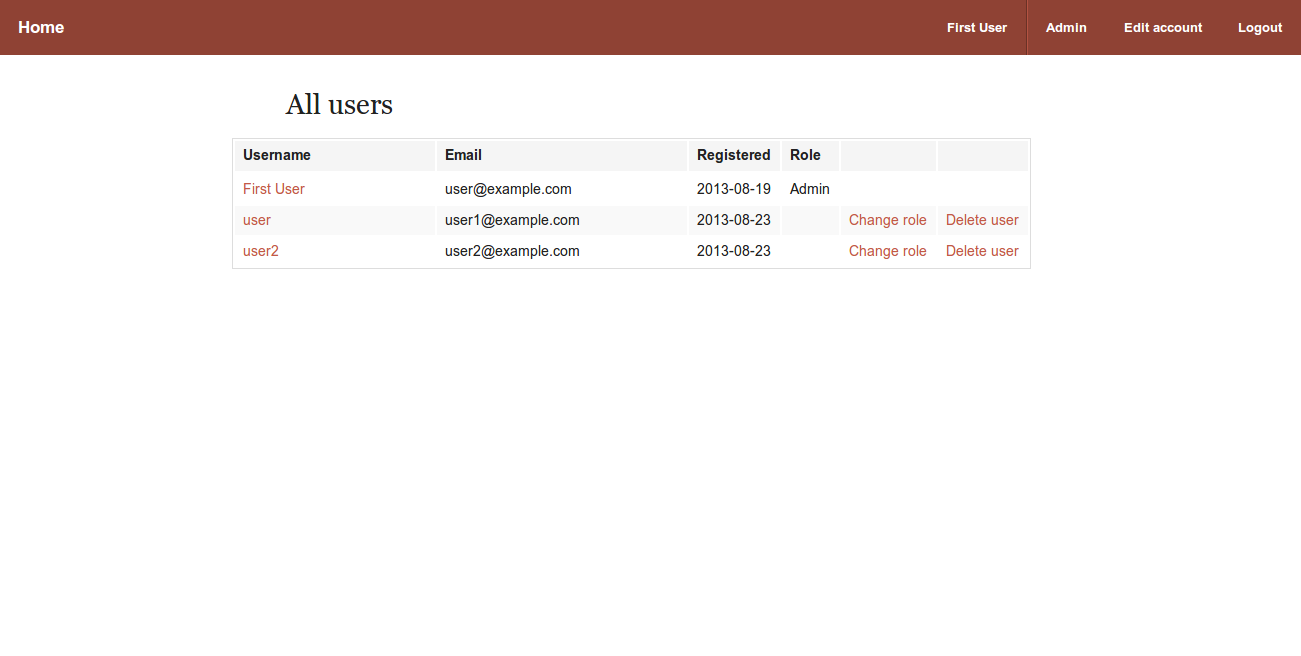 Home First User Admin Edit account Logout
All users
Username Email Registered Role
First User user@example.com 2013-08-19 Admin
user user1@example.com 2013-08-23 Change role Delete user
user2 user2@example.com 2013-08-23 Change role Delete user